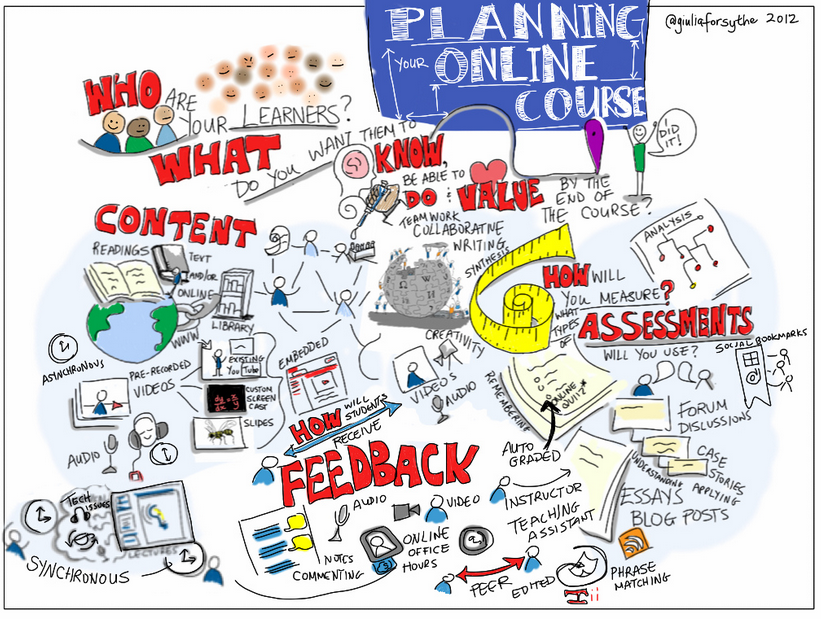 PLANNING
YOUR ONLINE
COURSE
@giuliaforsythe 2012
WHO ARE
YOUR LEARNERS?
WHAT
DO YOU WANT THEM TO
KNOW,
BE ABLE TO
DO & VALUE
BY THE
END OF
THE COURSE?
I
DID
IT!
CONTENT
READINGS
TEXT
AND/OR
ONLINE
WWW
LIBRARY
TEAM WORK
COLLABORATIVE
WRITING
SYNTHESIS
CREATIVITY
VIDEOS
AUDIO
ANALYSIS
HOW WILL
YOU MEASURE?
WHAT
TYPES
OF
ASSESSMENTS
WILL YOU USE?
SOCIAL BOOKMARKS
ASYNCHRONOUS
PRE-RECORDED
VIDEOS
EXISTING
YouTube
CUSTOM
SCREEN
CAST
SLIDES
EMBEDDED
AUDIO
REMEMBERING
ONLINE
QUIZ
AUTO
GRADED
FORUM
DISCUSSIONS
CASE
STORIES
UNDERSTANDING
APPLYING
ESSAYS
BLOG POSTS
HOW WILL
STUDENTS
RECEIVE
FEEDBACK
AUDIO
VIDEO
NOTES
COMMENTING
ONLINE
OFFICE
HOURS
INSTRUCTOR
TEACHING
ASSISTANT
PEER
EDITED
PHRASE
MATCHING
TECH
ISSUES
LECTURES
SYNCHRONOUS